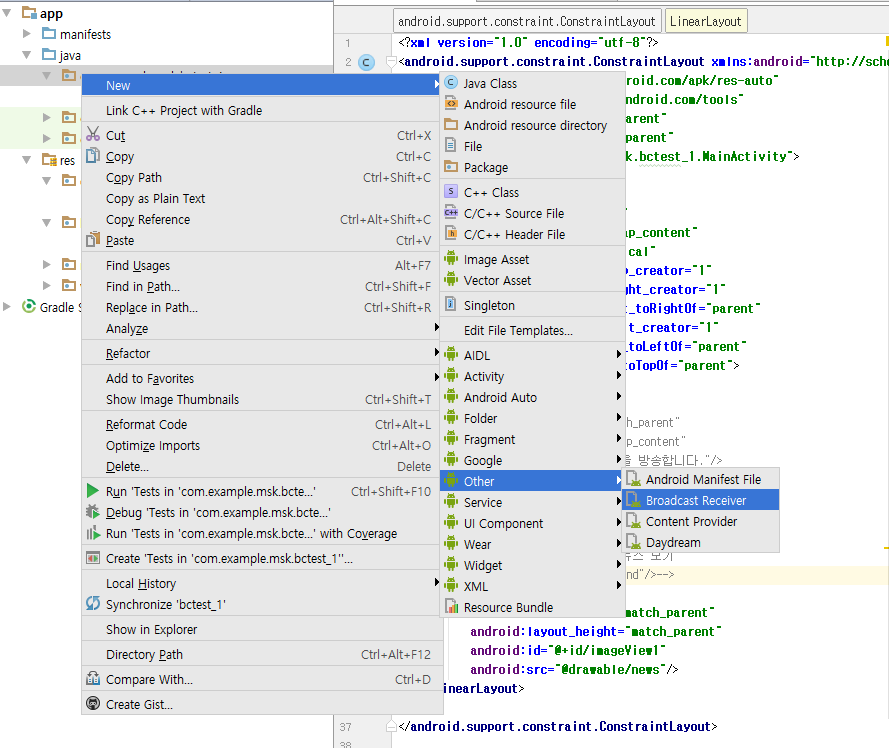 app
manifests
java
res
Gradle S
New
Link C++ Project with Gradle
Cut Ctrl+X
Copy Ctrl+C
Copy Path Ctrl+Shift+C
Copy as Plain Text
Copy Reference Ctrl+Alt+Shift+C
Paste Ctrl+V
Find Usages Alt+F7
Find in Path... Ctrl+Shift+F
Replace in Path... Ctrl+Shift+R
Analyze
Refactor
Add to Favorites
Show Image Thumbnails Ctrl+Shift+T
Reformat Code Ctrl+Alt+L
Optimize Imports Ctrl+Alt+O
Delete... Delete
Run 'Tests in 'com.example.msk.bcte...' Ctrl+Shift+F10
Debug 'Tests in 'com.example.msk.bcte...'
Run 'Tests in 'com.example.msk.bcte...' with Coverage
Create 'Tests in 'com.example.msk.bctest_1''...
Local History
Synchronize 'bctest_1'
Show in Explorer
Directory Path Ctrl+Alt+F12
Compare With... Ctrl+D
Create Gist...
Java Class
Android resource file
Android resource directory
File
Package
C++ Class
C/C++ Source File
C/C++ Header File
Image Asset
Vector Asset
Singleton
Edit File Templates...
AIDL
Activity
Android Auto
Folder
Fragment
Google
Other
Service
UI Component
Wear
Widget
XML
Resource Bundle
Android Manifest File
Broadcast Receiver
Content Provider
Daydream
android.support.constraint.ConstraintLayout LinearLayout
1 <?xml version="1.0" encoding="utf-8"?>
2 <android.support.constraint.ConstraintLayout xmlns:android="http://sche
roid.com/apk/res-auto"
ndroid.com/tools"
arent"
parent"
k.bctest_1.MainActivity">
ap_content"
cal"
o_creator="1"
ght_creator="1"
t_toRightOf="parent"
t_creator="1"
_toLeftOf="parent"
toTopOf="parent">
h_parent"
p_content"
을 방송합니다."/>
뉴스 보기
nd"/>-->
match_parent"
android:layout_height="match_parent"
android:id="@+id/imageView1"
android:src="@drawable/news"/>
inearLayout>
37 </android.support.constraint.ConstraintLayout>
38